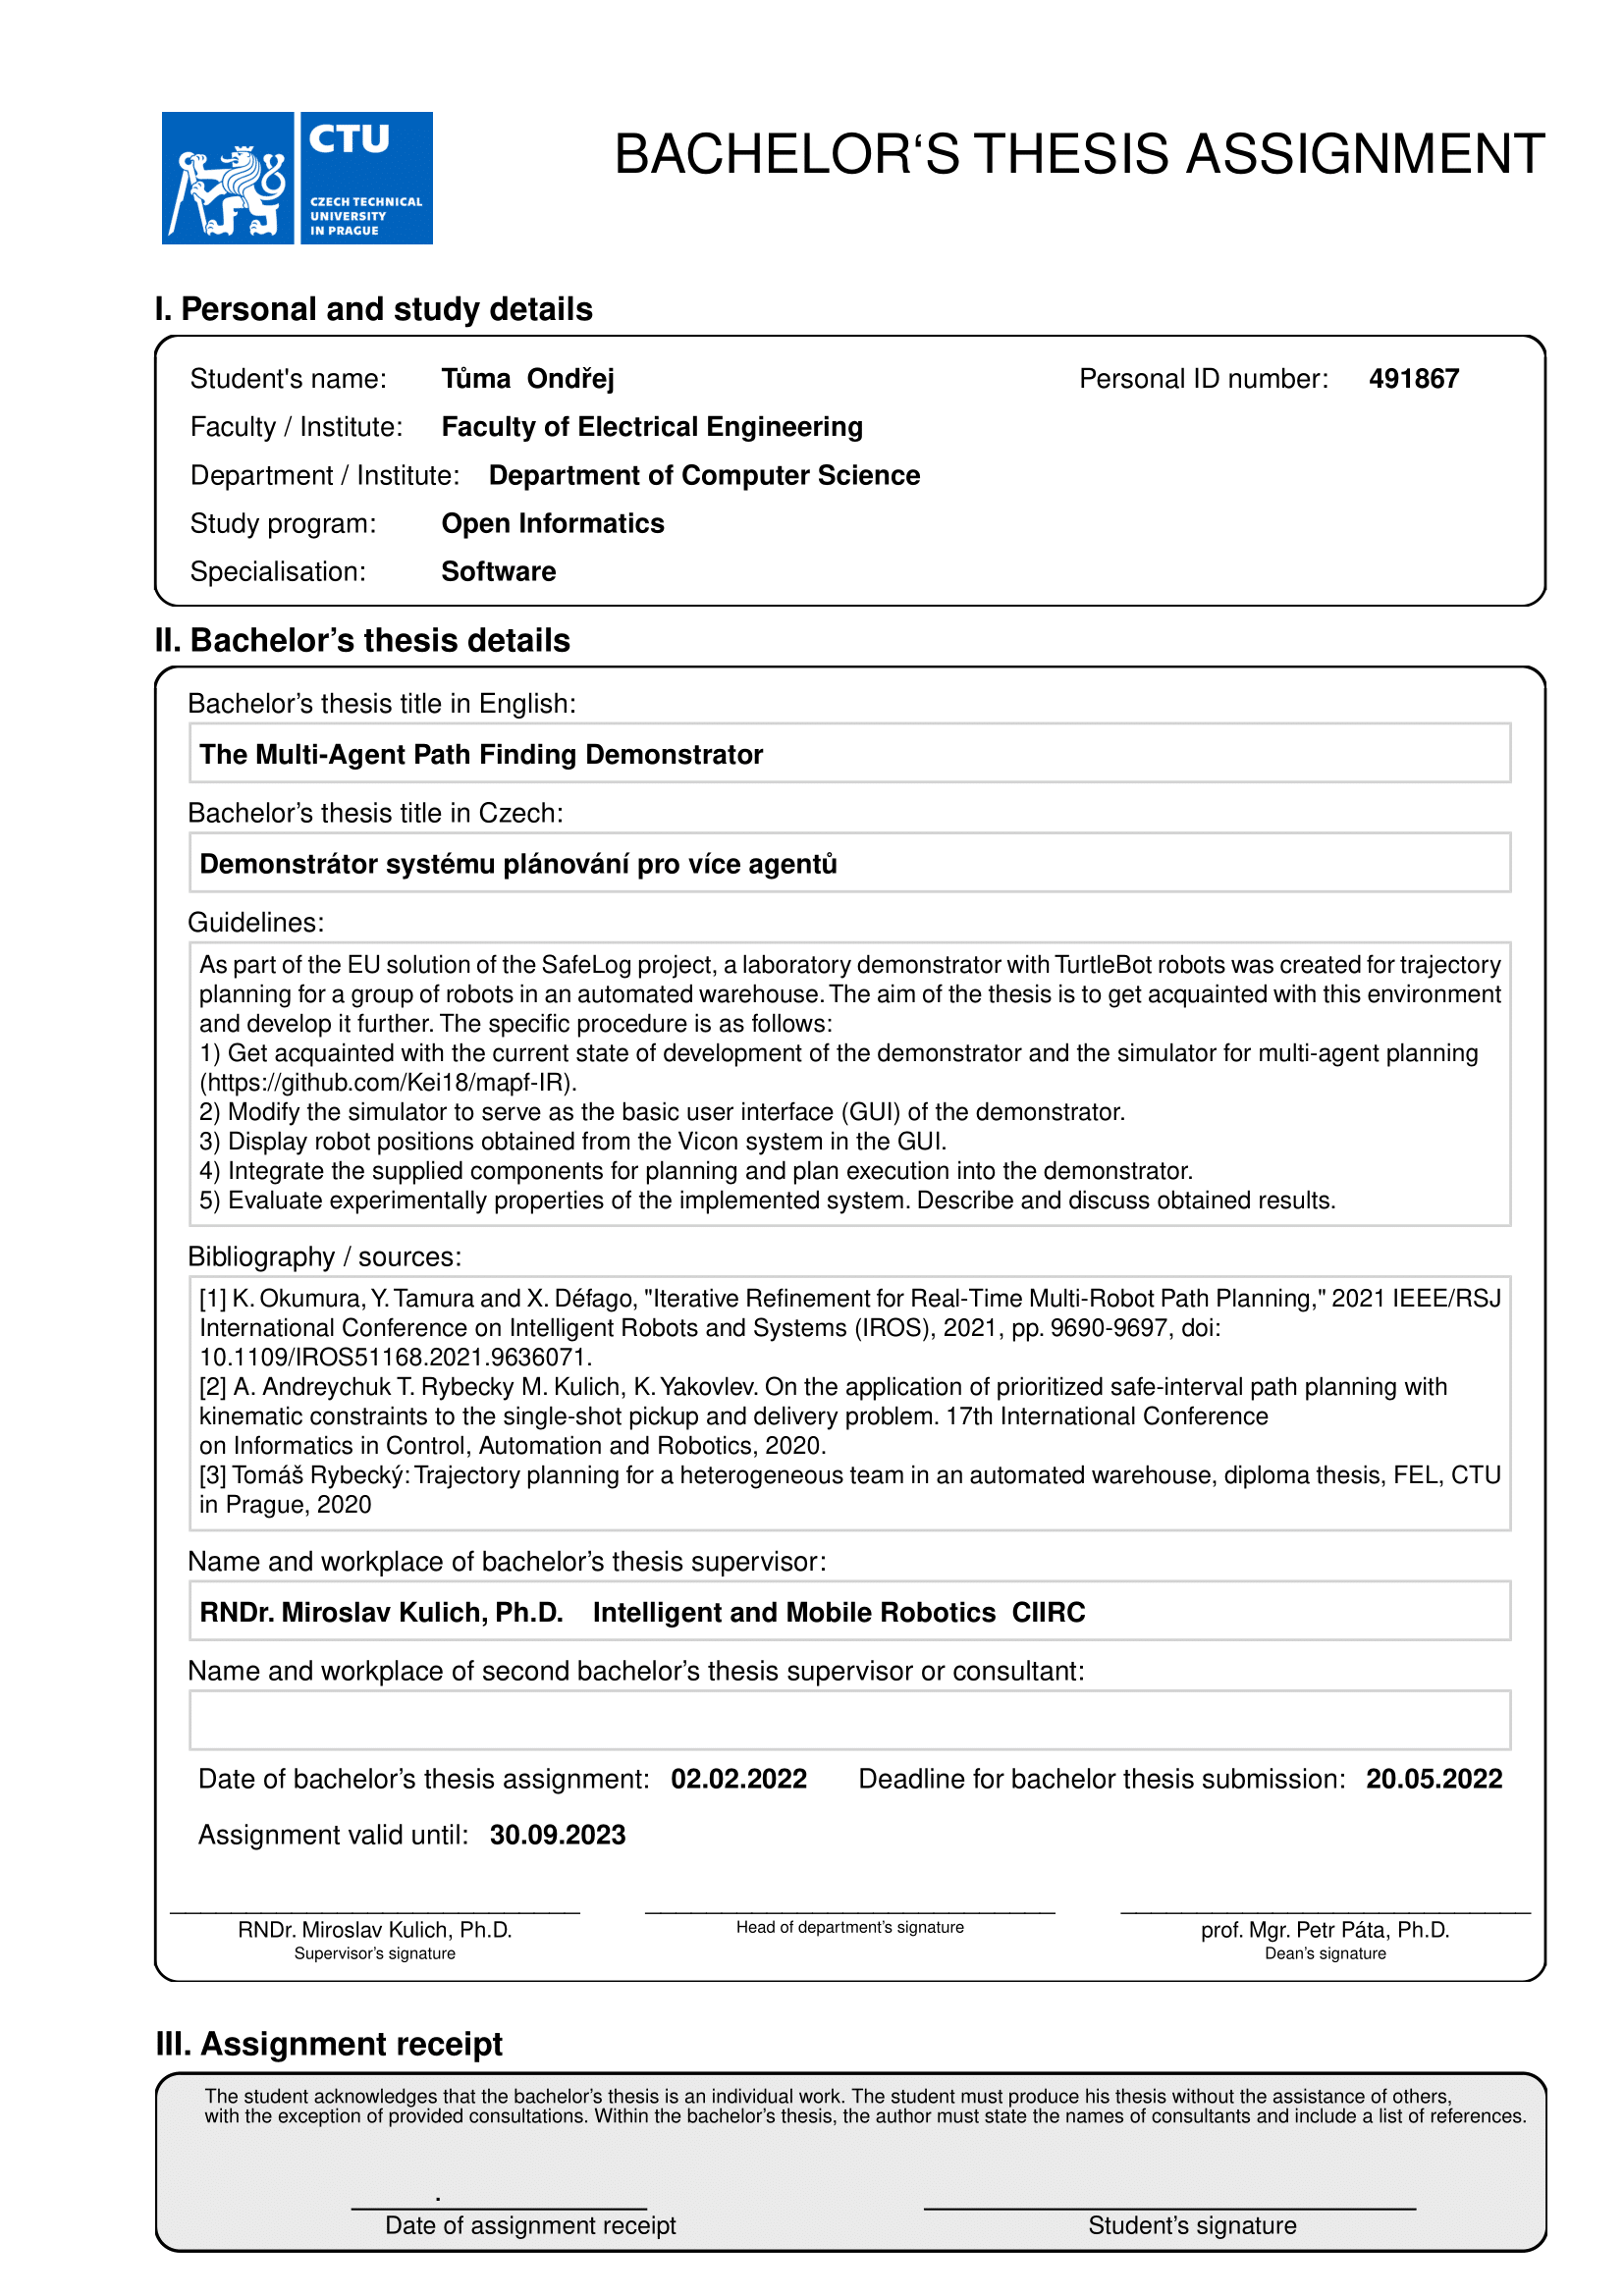 CTU
CZECH TECHNICAL
UNIVERSITY
IN PRAGUE
BACHELOR‘S THESIS ASSIGNMENT
I. Personal and study details
Student's name: Tůma Ondřej Personal ID number: 491867
Faculty / Institute: Faculty of Electrical Engineering
Department / Institute: Department of Computer Science
Study program: Open Informatics
Specialisation: Software
II. Bachelor’s thesis details
Bachelor’s thesis title in English:
The Multi-Agent Path Finding Demonstrator
Bachelor’s thesis title in Czech:
Demonstrátor systému plánování pro více agentů
Guidelines:
As part of the EU solution of the SafeLog project, a laboratory demonstrator with TurtleBot robots was created for trajectory
planning for a group of robots in an automated warehouse. The aim of the thesis is to get acquainted with this environment
and develop it further. The specific procedure is as follows:
1) Get acquainted with the current state of development of the demonstrator and the simulator for multi-agent planning
(https://github.com/Kei18/mapf-IR).
2) Modify the simulator to serve as the basic user interface (GUI) of the demonstrator.
3) Display robot positions obtained from the Vicon system in the GUI.
4) Integrate the supplied components for planning and plan execution into the demonstrator.
5) Evaluate experimentally properties of the implemented system. Describe and discuss obtained results.
Bibliography / sources:
[1] K. Okumura, Y. Tamura and X. Défago, "Iterative Refinement for Real-Time Multi-Robot Path Planning," 2021 IEEE/RSJ
International Conference on Intelligent Robots and Systems (IROS), 2021, pp. 9690-9697, doi:
10.1109/IROS51168.2021.9636071.
[2] A. Andreychuk T. Rybecky M. Kulich, K. Yakovlev. On the application of prioritized safe-interval path planning with
kinematic constraints to the single-shot pickup and delivery problem. 17th International Conference
on Informatics in Control, Automation and Robotics, 2020.
[3] Tomáš Rybecký: Trajectory planning for a heterogeneous team in an automated warehouse, diploma thesis, FEL, CTU
in Prague, 2020
Name and workplace of bachelor’s thesis supervisor:
RNDr. Miroslav Kulich, Ph.D. Intelligent and Mobile Robotics CIIRC
Name and workplace of second bachelor’s thesis supervisor or consultant:
Date of bachelor’s thesis assignment: 02.02.2022 Deadline for bachelor thesis submission: 20.05.2022
Assignment valid until: 30.09.2023
RNDr. Miroslav Kulich, Ph.D. Head of department’s signature prof. Mgr. Petr Páta, Ph.D.
Supervisor’s signature Dean’s signature
III. Assignment receipt
The student acknowledges that the bachelor’s thesis is an individual work. The student must produce his thesis without the assistance of others,
with the exception of provided consultations. Within the bachelor’s thesis, the author must state the names of consultants and include a list of references.
.
Date of assignment receipt Student’s signature